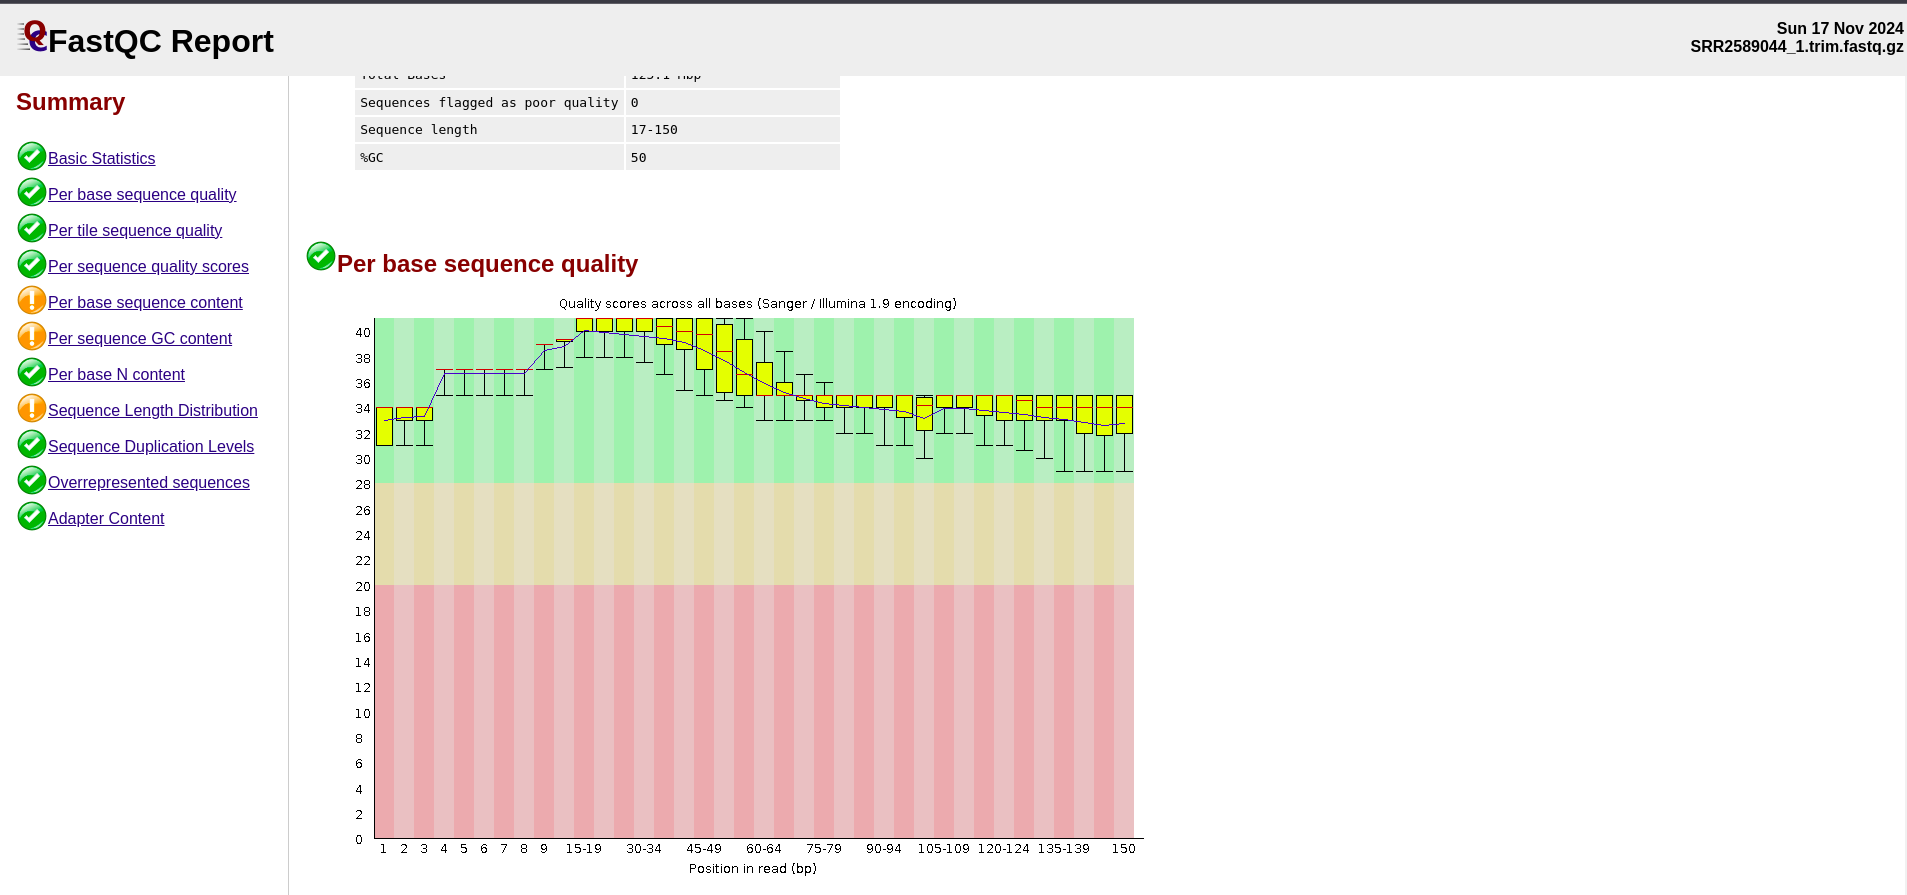 FastQC Report
Sun 17 Nov 2024
SRR2589044_1.trim.fastq.gz
Summary
Basic Statistics
Per base sequence quality
Per tile sequence quality
Per sequence quality scores
Per base sequence content
Per sequence GC content
Per base N content
Sequence Length Distribution
Sequence Duplication Levels
Overrepresented sequences
Adapter Content
Total Bases 123.1 Mbp
Sequences flagged as poor quality 0
Sequence length 17-150
%GC 50
Per base sequence quality
Quality scores across all bases (Sanger / Illumina 1.9 encoding)
40
38
36
34
32
30
28
26
24
22
20
18
16
14
12
10
8
6
4
2
0
1 2 3 4 5 6 7 8 9 15-19 30-34 45-49 60-64 75-79 90-94 105-109 120-124 135-139 150
Position in read (bp)